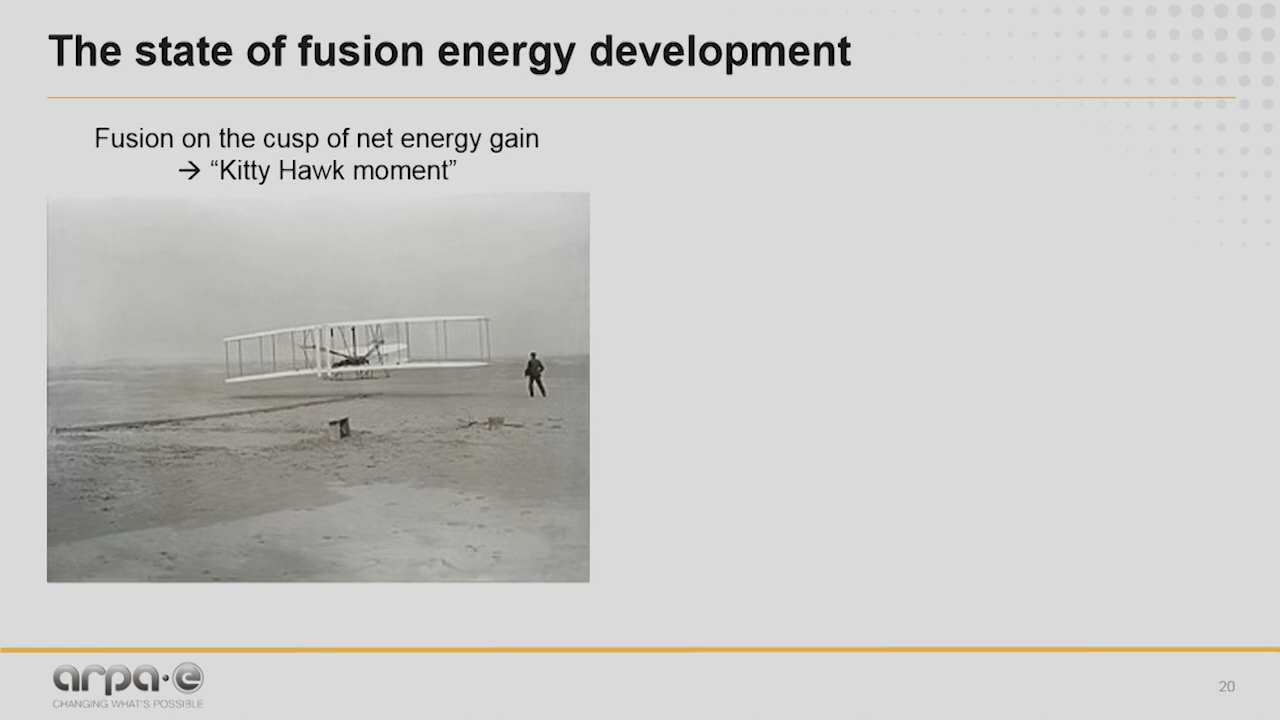 The state of fusion energy development
Fusion on the cusp of net energy gain
→ “Kitty Hawk moment”
arpa·e
CHANGING WHAT'S POSSIBLE
20